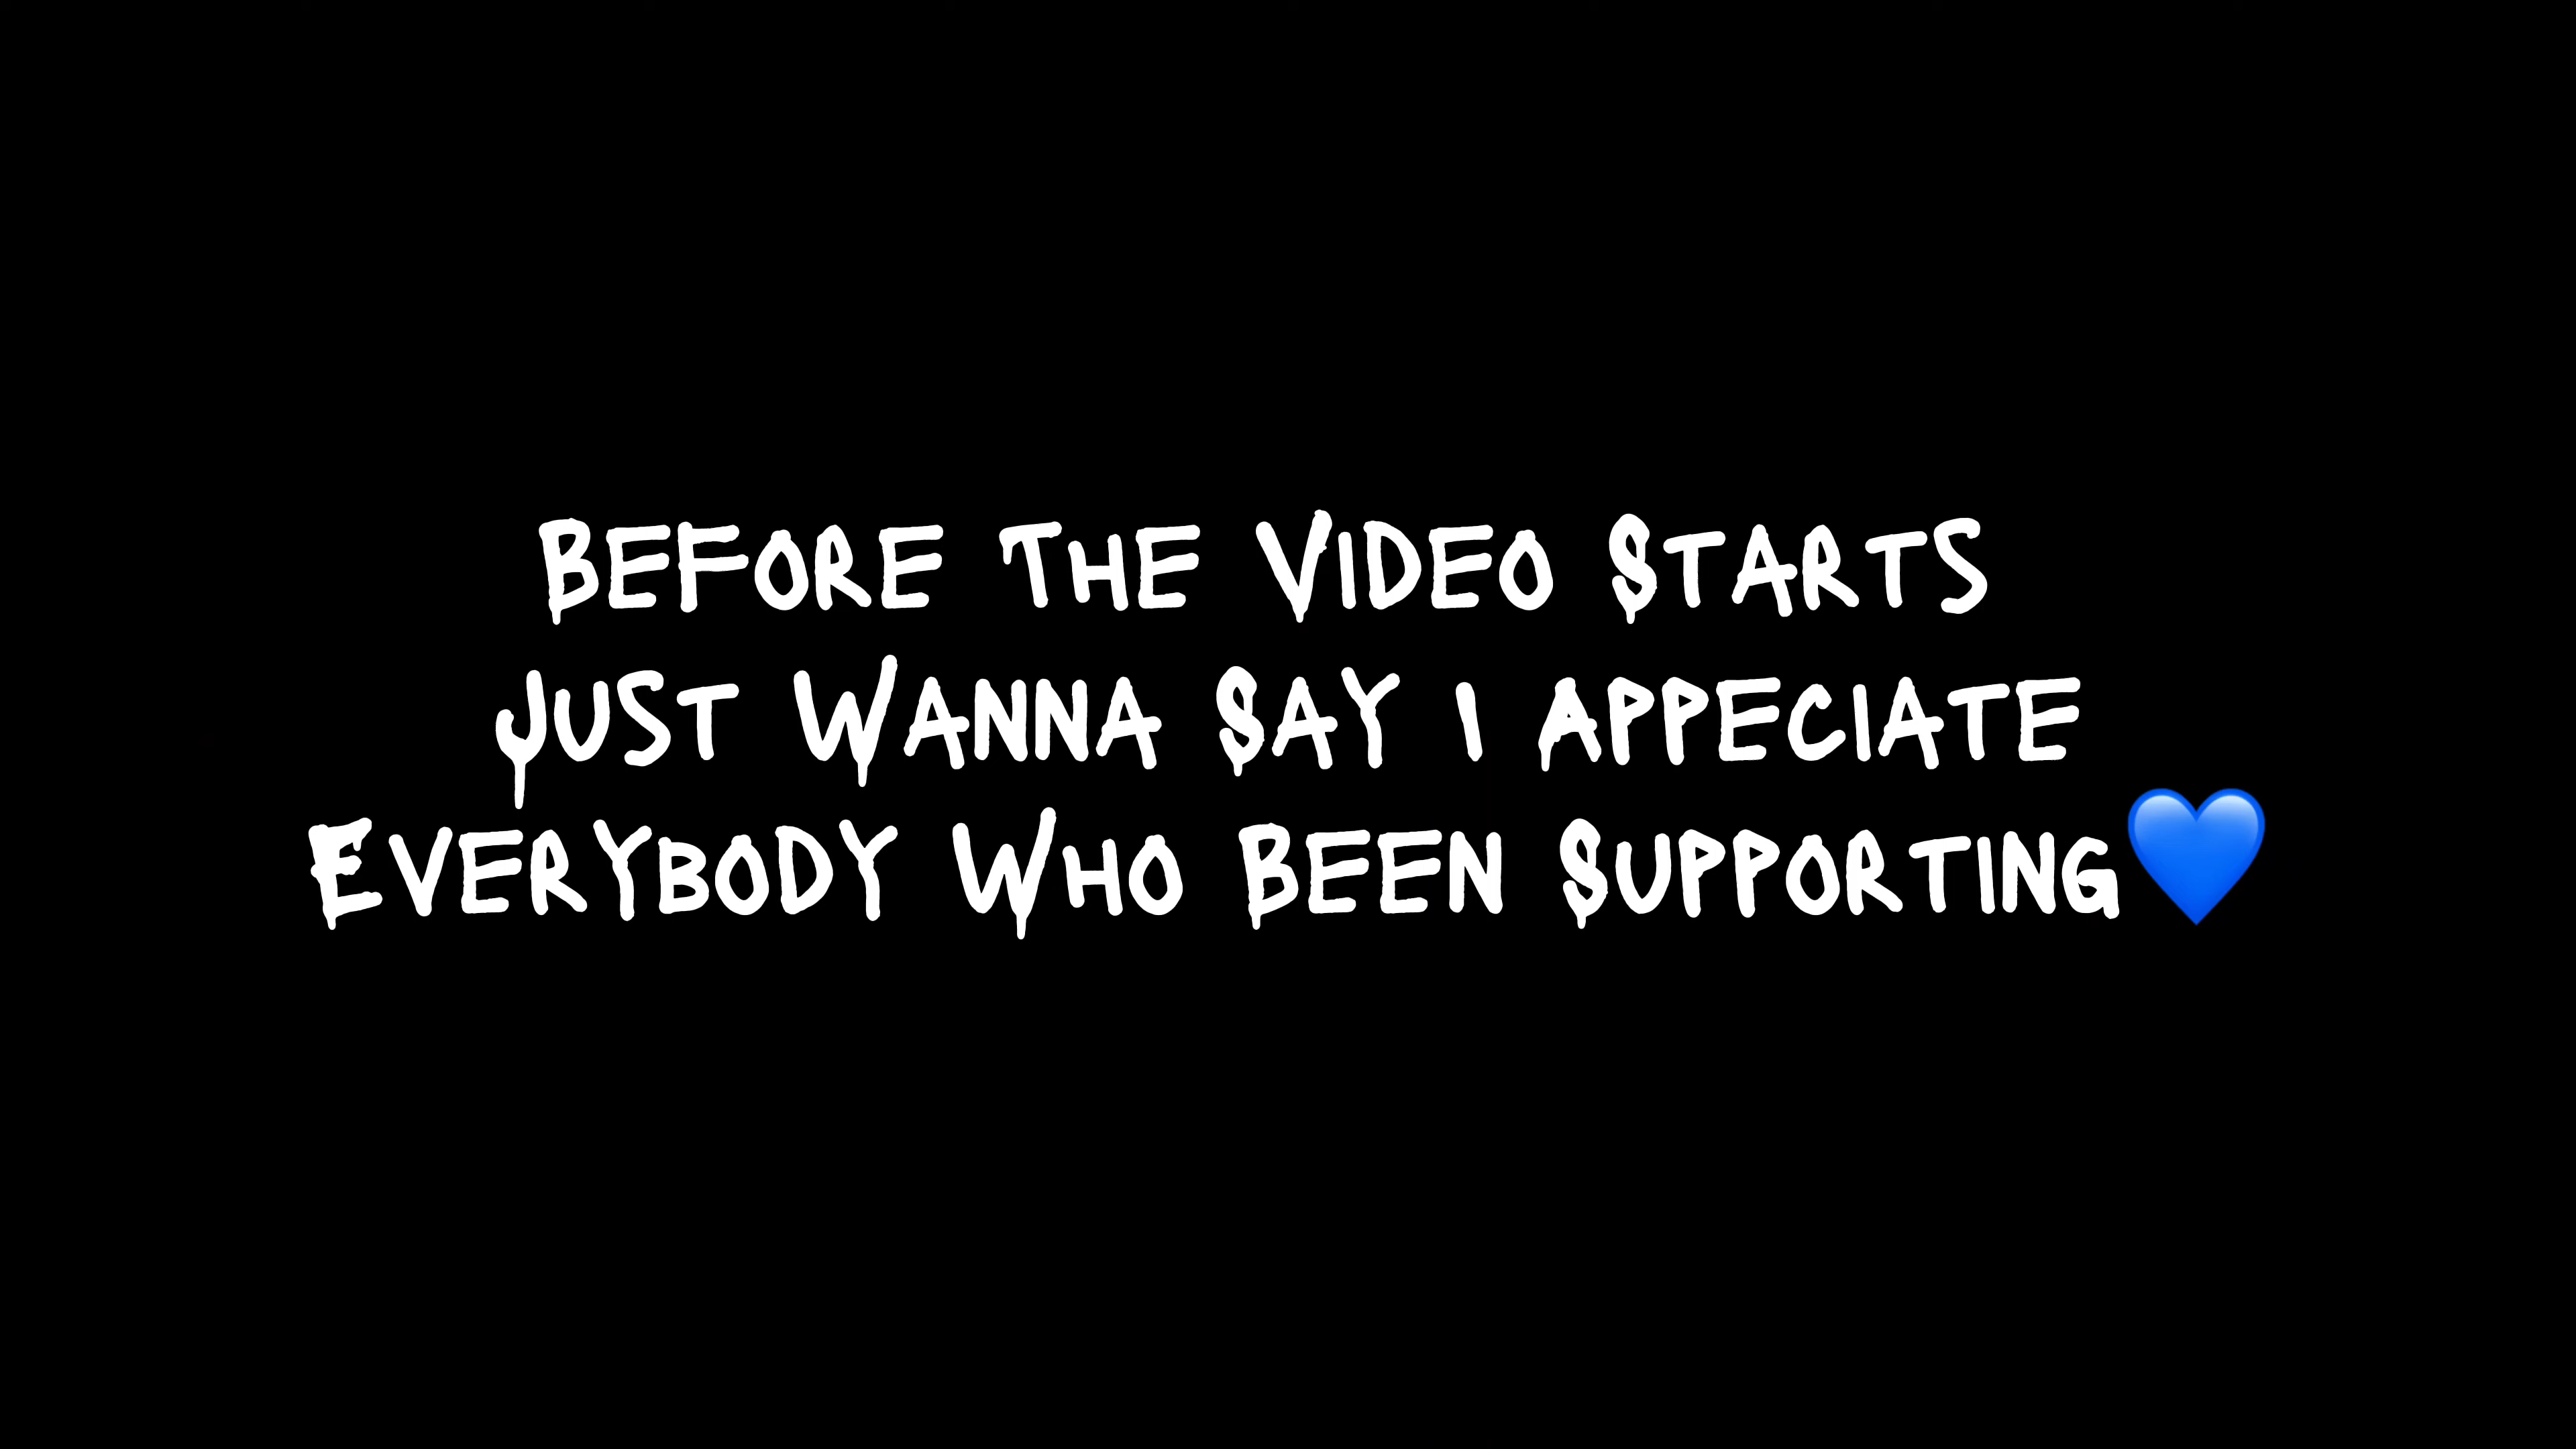 Before The Video Starts
Just Wanna Say i Appeciate
Everybody Who Been Supporting💙